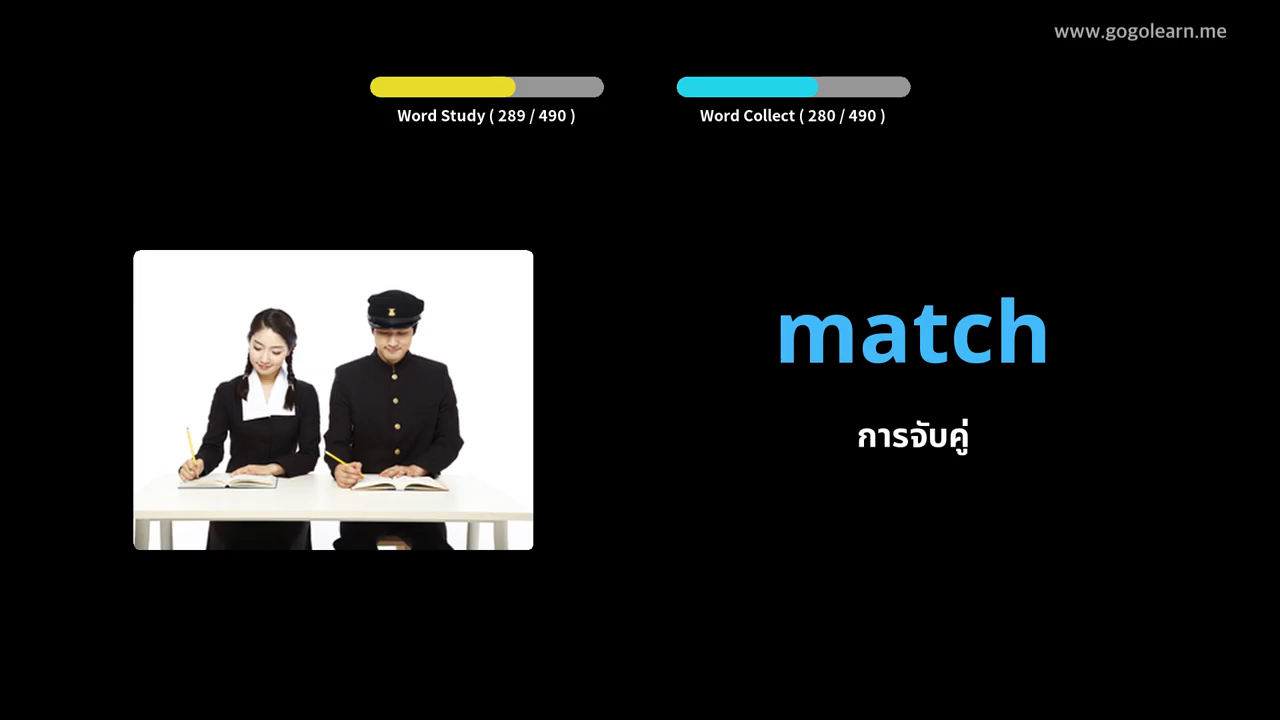 www.gogolearn.me
Word Study ( 289 / 490 )
Word Collect ( 280 / 490 )
match
การจับคู่